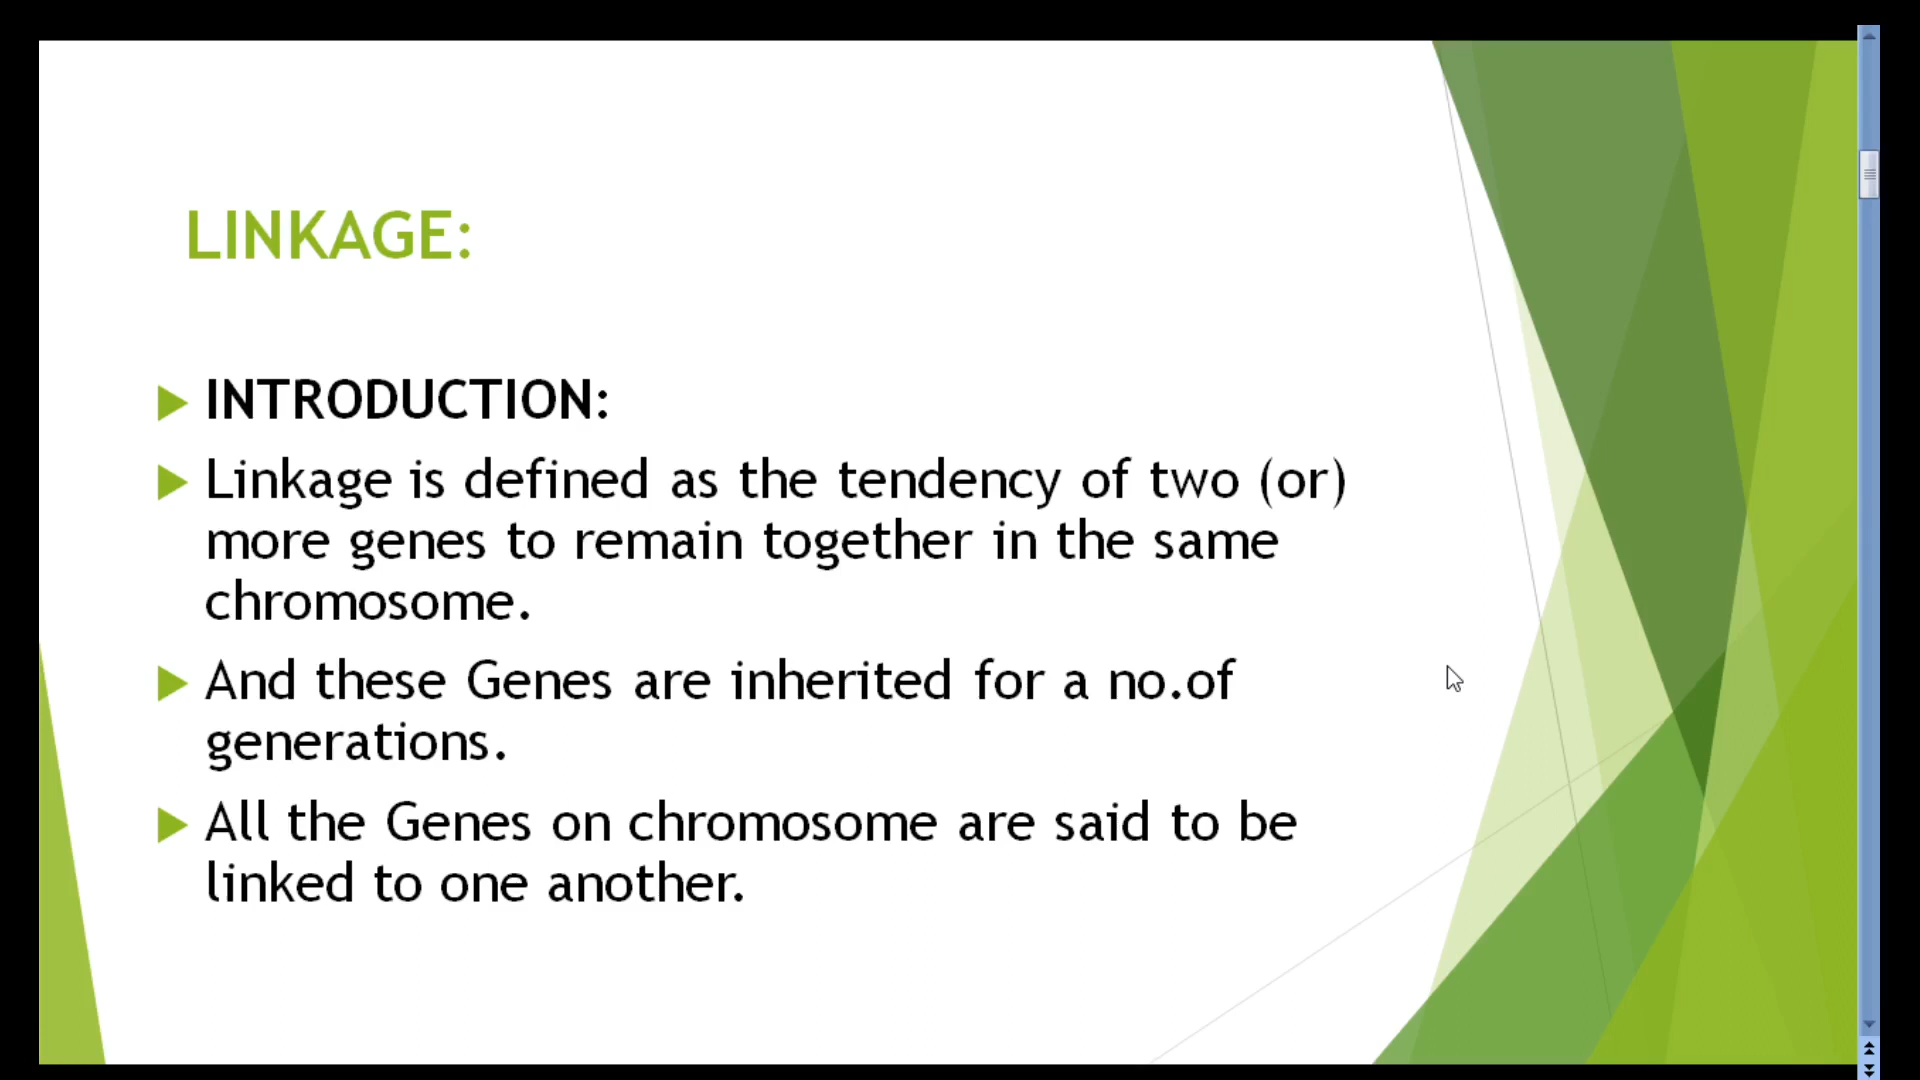 LINKAGE:
INTRODUCTION:
Linkage is defined as the tendency of two (or)
more genes to remain together in the same
chromosome.
And these Genes are inherited for a no.of
generations.
All the Genes on chromosome are said to be
linked to one another.